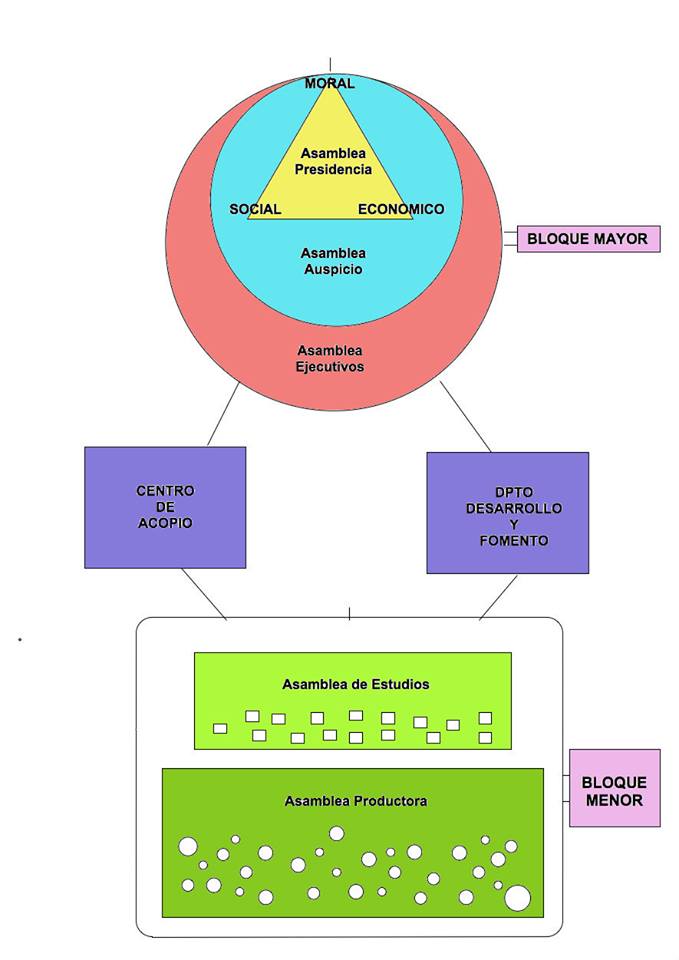 MORAL
Asamblea
Presidencia
SOCIAL
ECONOMICO
Asamblea
Auspicio
BLOQUE MAYOR
Asamblea
Ejecutivos
CENTRO
DE
ACOPIO
DPTO
DESARROLLO
Y
FOMENTO
Asamblea de Estudios
BLOQUE
MENOR
Asamblea Productora